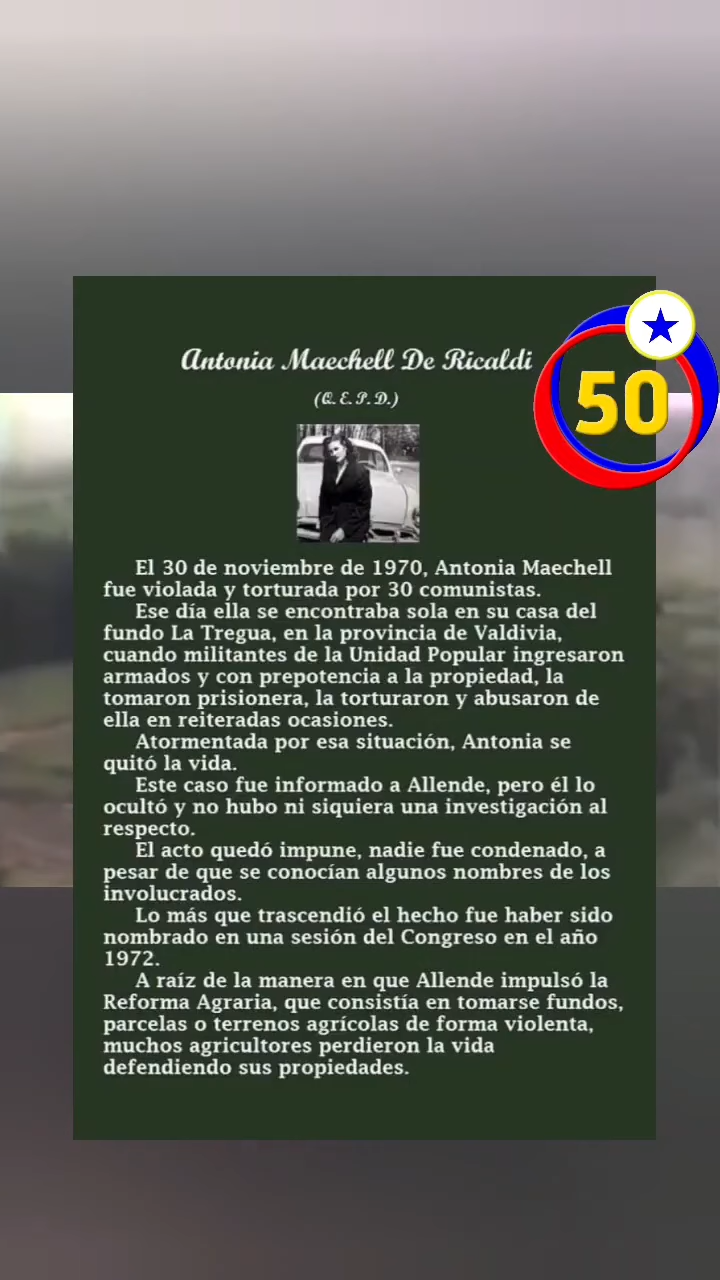 Antonia Maechell De Ricaldi
(Q. E. P. D.)
50
El 30 de noviembre de 1970, Antonia Maechell
fue violada y torturada por 30 comunistas.
Ese día ella se encontraba sola en su casa del
fundo La Tregua, en la provincia de Valdivia,
cuando militantes de la Unidad Popular ingresaron
armados y con prepotencia a la propiedad, la
tomaron prisionera, la torturaron y abusaron de
ella en reiteradas ocasiones.
Atormentada por esa situación, Antonia se
quitó la vida.
Este caso fue informado a Allende, pero él lo
ocultó y no hubo ni siquiera una investigación al
respecto.
El acto quedó impune, nadie fue condenado, a
pesar de que se conocían algunos nombres de los
involucrados.
Lo más que trascendió el hecho fue haber sido
nombrado en una sesión del Congreso en el año
1972.
A raíz de la manera en que Allende impulsó la
Reforma Agraria, que consistía en tomarse fundos,
parcelas o terrenos agrícolas de forma violenta,
muchos agricultores perdieron la vida
defendiendo sus propiedades.